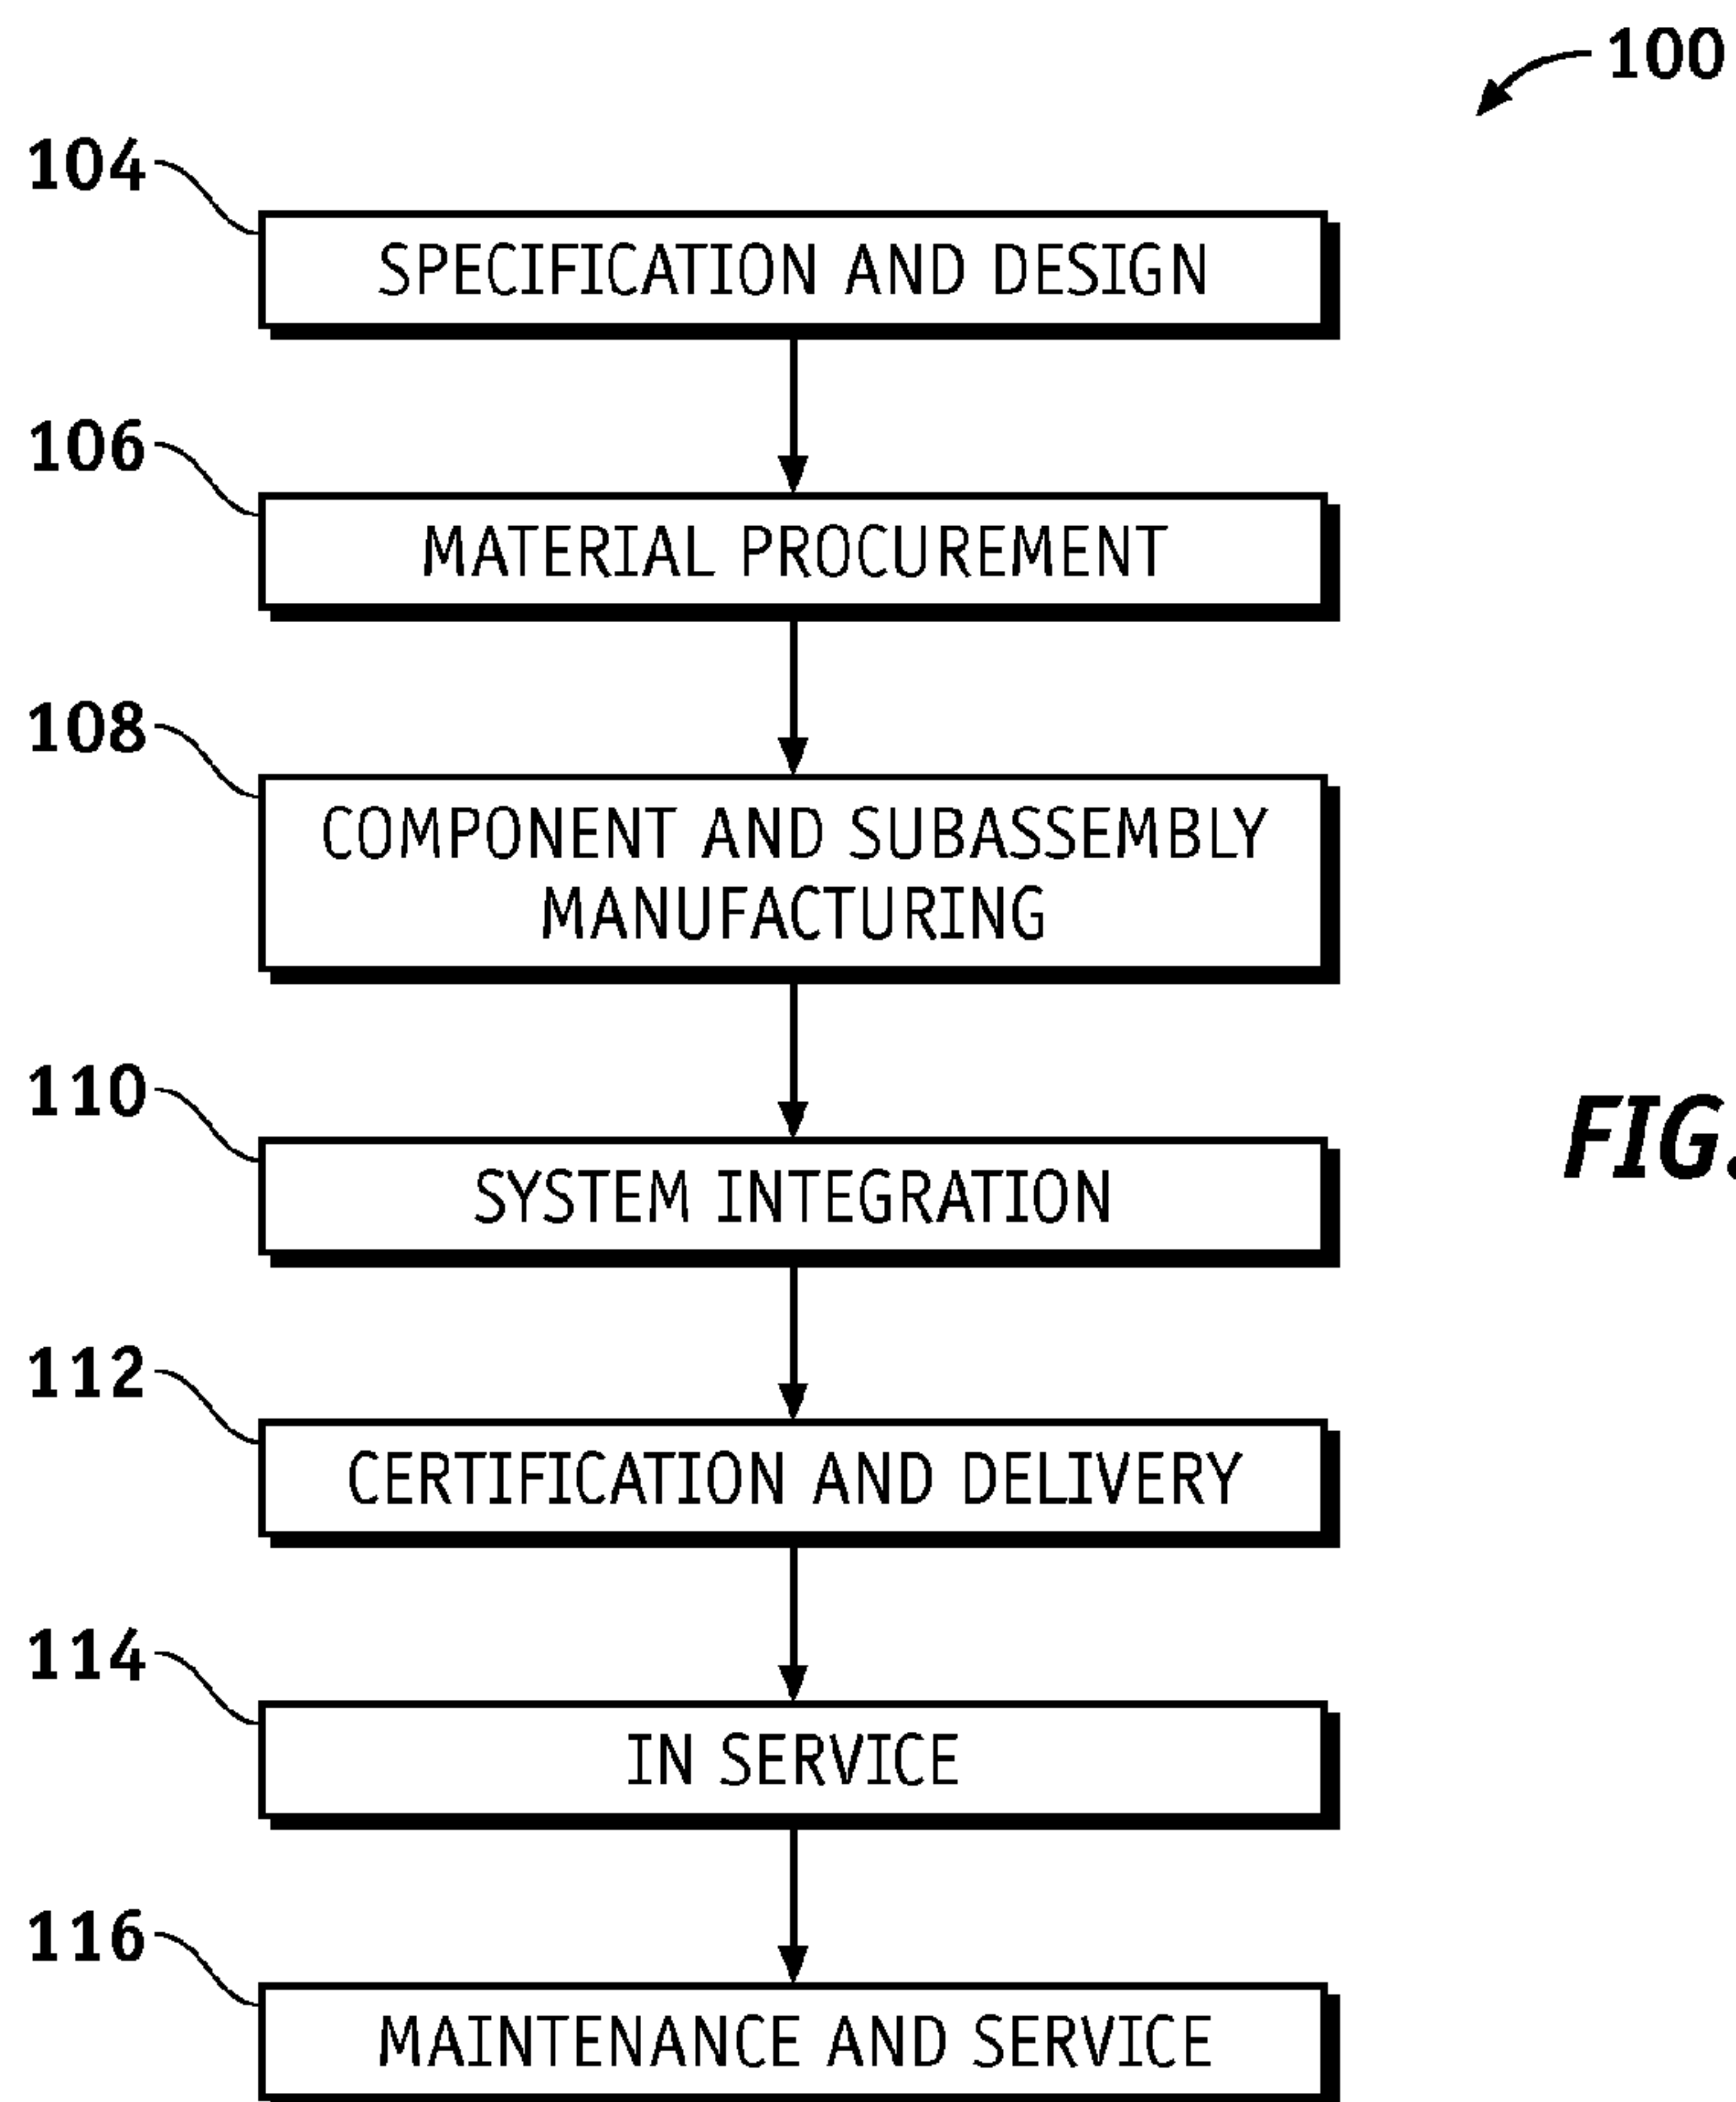 100
104
SPECIFICATION AND DESIGN
106
MATERIAL PROCUREMENT
108
COMPONENT AND SUBASSEMBLY
MANUFACTURING
110
SYSTEM INTEGRATION
FIG.
112
CERTIFICATION AND DELIVERY
114
IN SERVICE
116
MAINTENANCE AND SERVICE